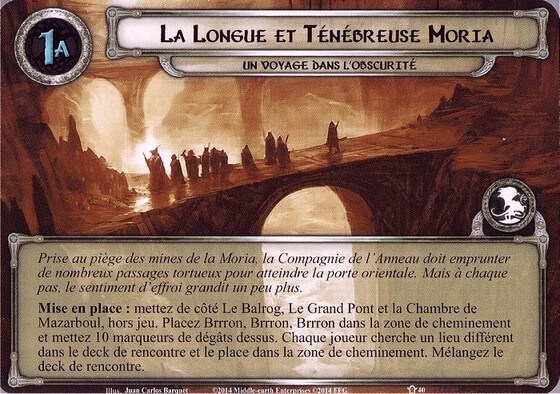 1A
LA LONGUE ET TÉNÉBREUSE MORIA
UN VOYAGE DANS L'OBSCURITÉ
Prise au piège des mines de la Moria, la Compagnie de l'Anneau doit emprunter
de nombreux passages tortueux pour atteindre la porte orientale. Mais à chaque
pas, le sentiment d'effroi grandit un peu plus.
Mise en place : mettez de côté Le Balrog, Le Grand Pont et la Chambre de
Mazarboul, hors jeu. Placez Brrron, Brrron, Brrron dans la zone de cheminement
et mettez 10 marqueurs de dégâts dessus. Chaque joueur cherche un lieu différent
dans le deck de rencontre et le place dans la zone de cheminement. Mélangez le
deck de rencontre.
Illus. Juan Carlos Barquet ©2014 Middle-earth Enterprises ©2014 FFG 40